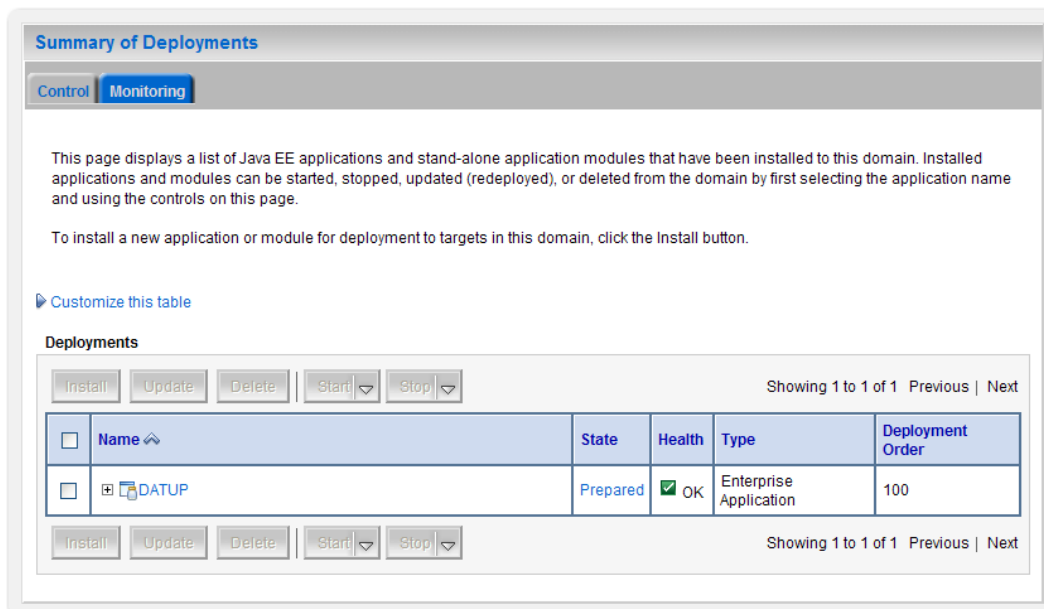 Summary of Deployments
Control Monitoring
This page displays a list of Java EE applications and stand-alone application modules that have been installed to this domain. Installed
applications and modules can be started, stopped, updated (redeployed), or deleted from the domain by first selecting the application name
and using the controls on this page.
To install a new application or module for deployment to targets in this domain, click the Install button.
Customize this table
Deployments
Install Update Delete Start Stop Showing 1 to 1 of 1 Previous | Next
Name State Health Type Deployment
Order
DATUP Prepared OK Enterprise
Application 100
Install Update Delete Start Stop Showing 1 to 1 of 1 Previous | Next